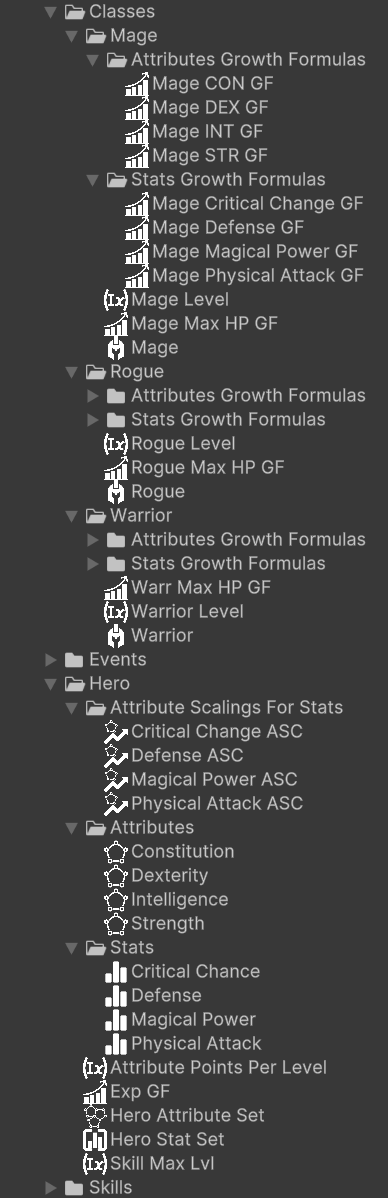 Classes
Mage
Attributes Growth Formulas
Mage CON GF
Mage DEX GF
Mage INT GF
Mage STR GF
Stats Growth Formulas
Mage Critical Change GF
Mage Defense GF
Mage Magical Power GF
Mage Physical Attack GF
(Ix) Mage Level
Mage Max HP GF
Mage
Rogue
Attributes Growth Formulas
Stats Growth Formulas
(Ix) Rogue Level
Rogue Max HP GF
Rogue
Warrior
Attributes Growth Formulas
Stats Growth Formulas
Warr Max HP GF
(Ix) Warrior Level
Warrior
Events
Hero
Attribute Scalings For Stats
Critical Change ASC
Defense ASC
Magical Power ASC
Physical Attack ASC
Attributes
Constitution
Dexterity
Intelligence
Strength
Stats
Critical Chance
Defense
Magical Power
Physical Attack
(Ix) Attribute Points Per Level
Exp GF
Hero Attribute Set
Hero Stat Set
(Ix) Skill Max Lvl
Skills